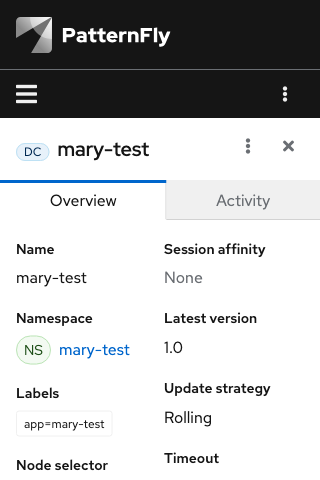 PatternFly
DC mary-test
Overview Activity
Name
mary-test
Session affinity
None
Namespace
NS mary-test
Latest version
1.0
Labels
app=mary-test
Update strategy
Rolling
Node selector
Timeout